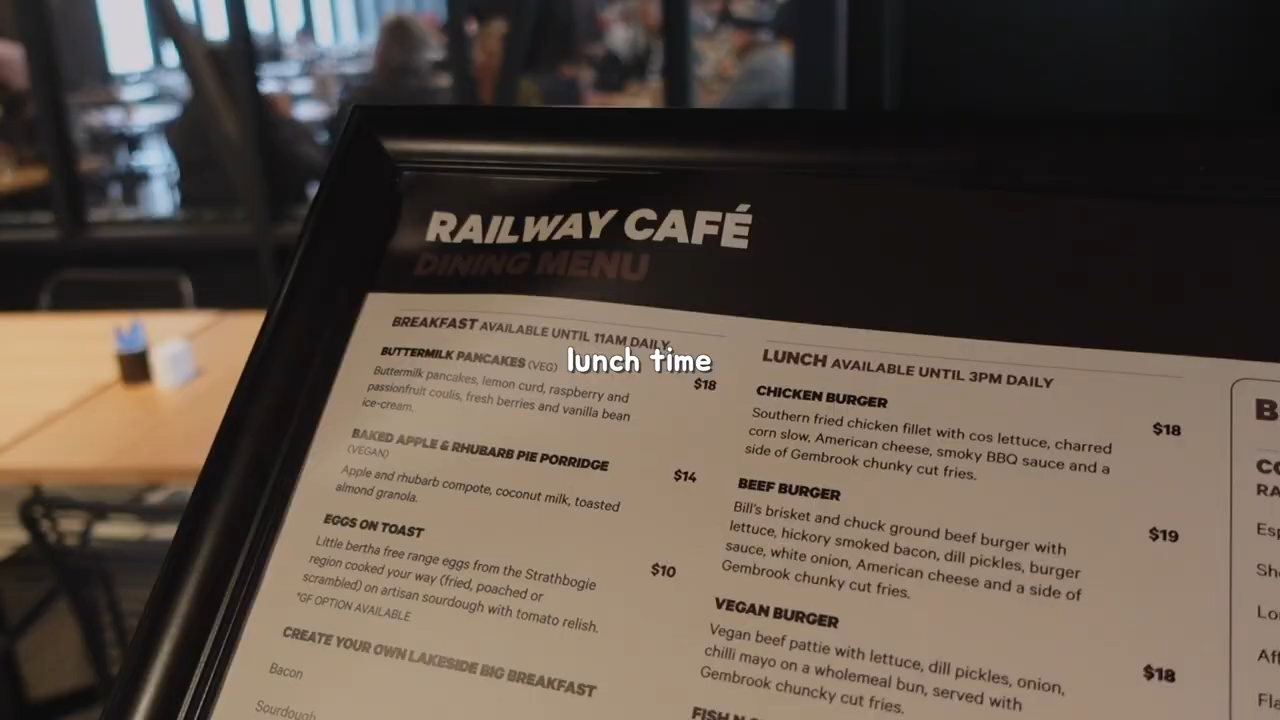 RAILWAY CAFÉ
DINING MENU
BREAKFAST AVAILABLE UNTIL 11AM DAILY
BUTTERMILK PANCAKES (VEG)
$18
Buttermilk pancakes, lemon curd, raspberry and
passionfruit coulis, fresh berries and vanilla bean
ice-cream.
BAKED APPLE & RHUBARB PIE PORRIDGE
(VEGAN)
$14
Apple and rhubarb compote, coconut milk, toasted
almond granola.
EGGS ON TOAST
$10
Little bertha free range eggs from the Strathbogie
region cooked your way (fried, poached or
scrambled) on artisan sourdough with tomato relish.
*GF OPTION AVAILABLE
CREATE YOUR OWN LAKESIDE BIG BREAKFAST
Bacon
Sourdough
lunch time
LUNCH AVAILABLE UNTIL 3PM DAILY
CHICKEN BURGER
$18
Southern fried chicken fillet with cos lettuce, charred
corn slow, American cheese, smoky BBQ sauce and a
side of Gembrook chunky cut fries.
BEEF BURGER
$19
Bill's brisket and chuck ground beef burger with
lettuce, hickory smoked bacon, dill pickles, burger
sauce, white onion, American cheese and a side of
Gembrook chunky cut fries.
VEGAN BURGER
$18
Vegan beef pattie with lettuce, dill pickles, onion,
chilli mayo on a wholemeal bun, served with
Gembrook chuncky cut fries.